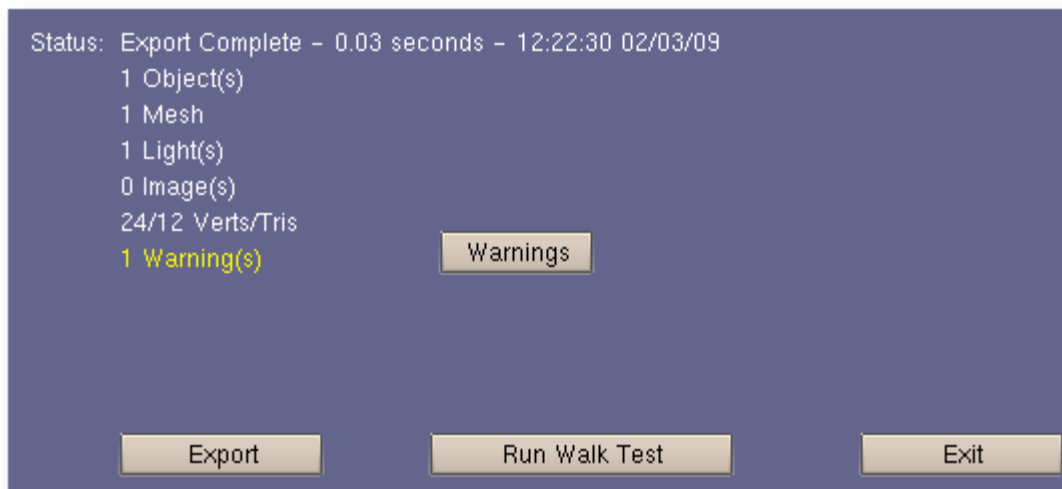 Status: Export Complete – 0.03 seconds – 12:22:30 02/03/09
1 Object(s)
1 Mesh
1 Light(s)
0 Image(s)
24/12 Verts/Tris
1 Warning(s) Warnings
Export Run Walk Test Exit